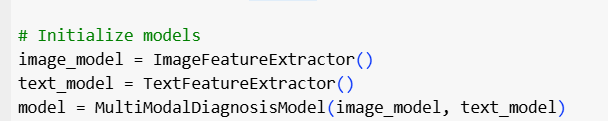 # Initialize models
image_model = ImageFeatureExtractor()
text_model = TextFeatureExtractor()
model = MultiModalDiagnosisModel(image_model, text_model)